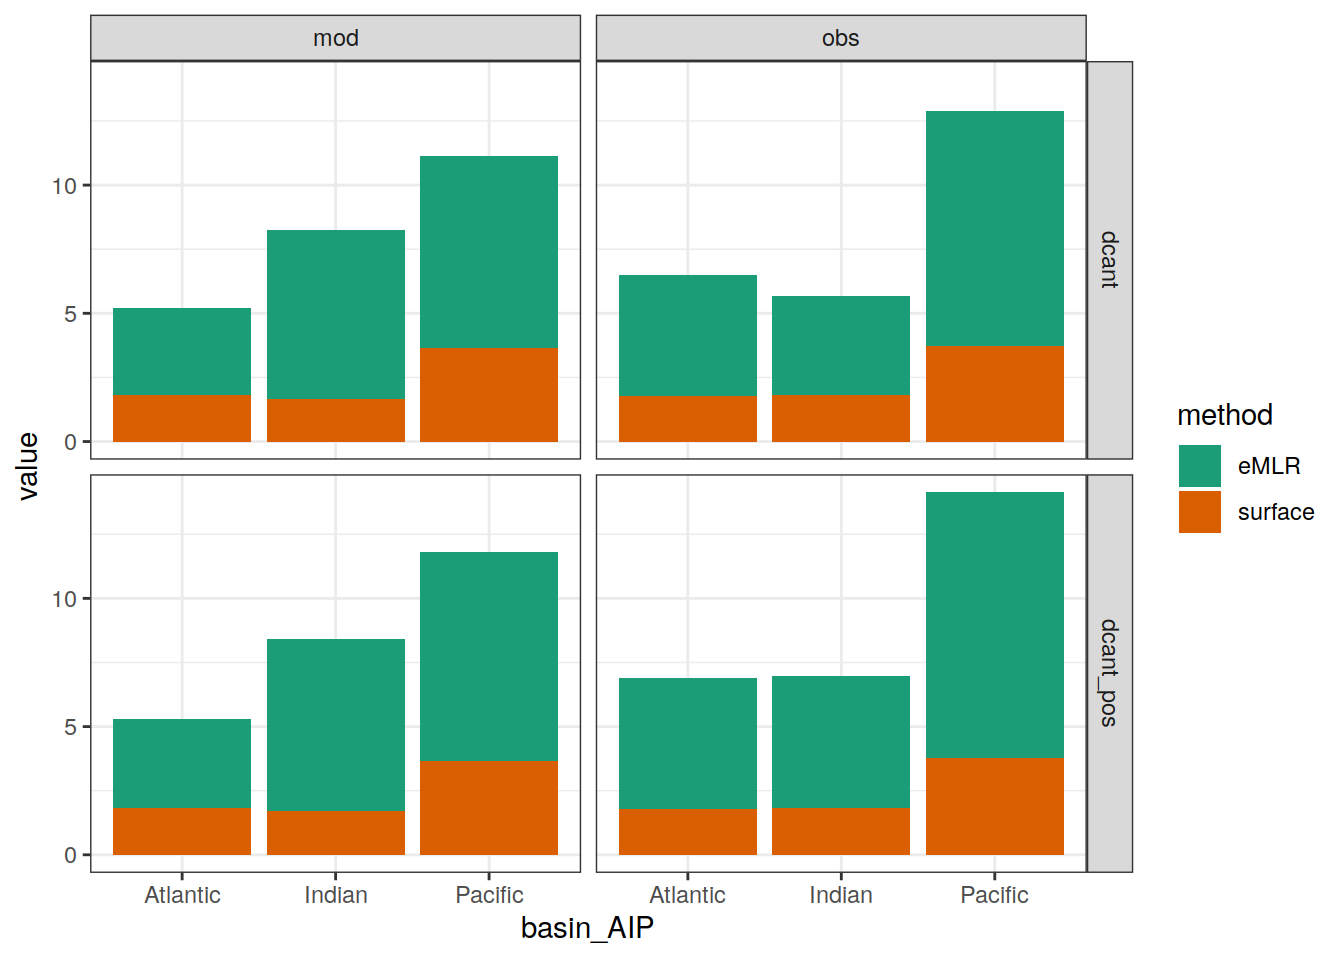 mod
obs
dcant
10
5
0
value
dcant_pos
10
5
0
Atlantic
Indian
Pacific
Atlantic
Indian
Pacific
basin_AIP
method
eMLR
surface